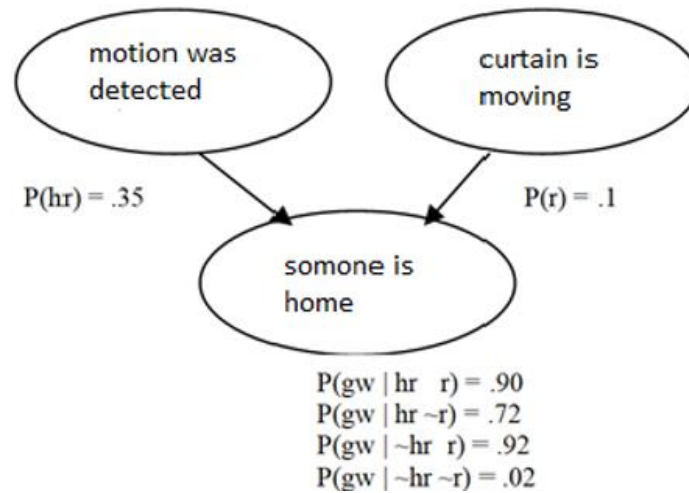 motion was
detected
curtain is
moving
P(hr) = .35
P(r) = .1
somone is
home
P(gw | hr   r) = .90
P(gw | hr ~r) = .72
P(gw | ~hr  r) = .92
P(gw | ~hr ~r) = .02